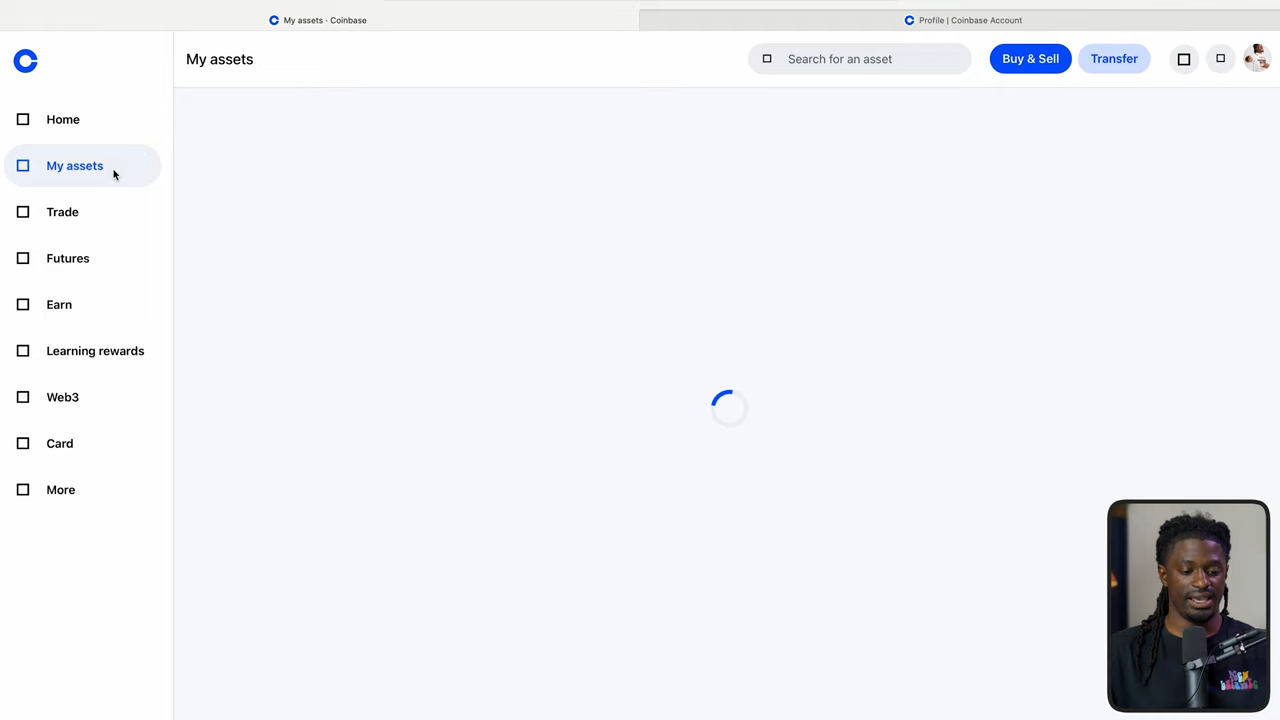 My assets · Coinbase
Profile | Coinbase Account
My assets
Search for an asset
Buy & Sell
Transfer
Home
My assets
Trade
Futures
Earn
Learning rewards
Web3
Card
More